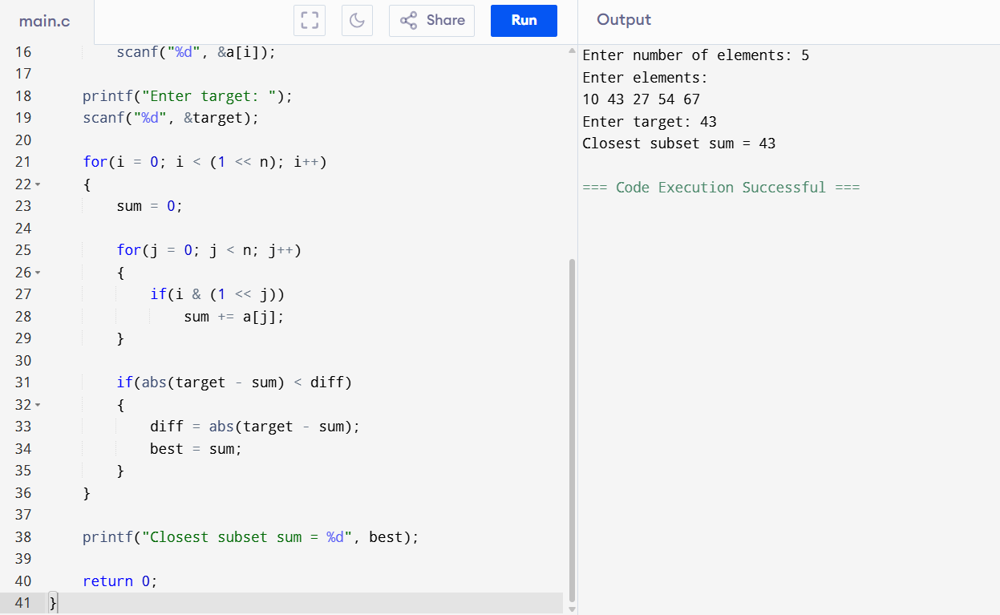 main.c
Share
Run
Output
16 scanf("%d", &a[i]);
17
18 printf("Enter target: ");
19 scanf("%d", &target);
20
21 for(i = 0; i < (1 << n); i++)
22 {
23 sum = 0;
24
25 for(j = 0; j < n; j++)
26 {
27 if(i & (1 << j))
28 sum += a[j];
29 }
30
31 if(abs(target - sum) < diff)
32 {
33 diff = abs(target - sum);
34 best = sum;
35 }
36 }
37
38 printf("Closest subset sum = %d", best);
39
40 return 0;
41 }
Enter number of elements: 5
Enter elements:
10 43 27 54 67
Enter target: 43
Closest subset sum = 43
=== Code Execution Successful ===